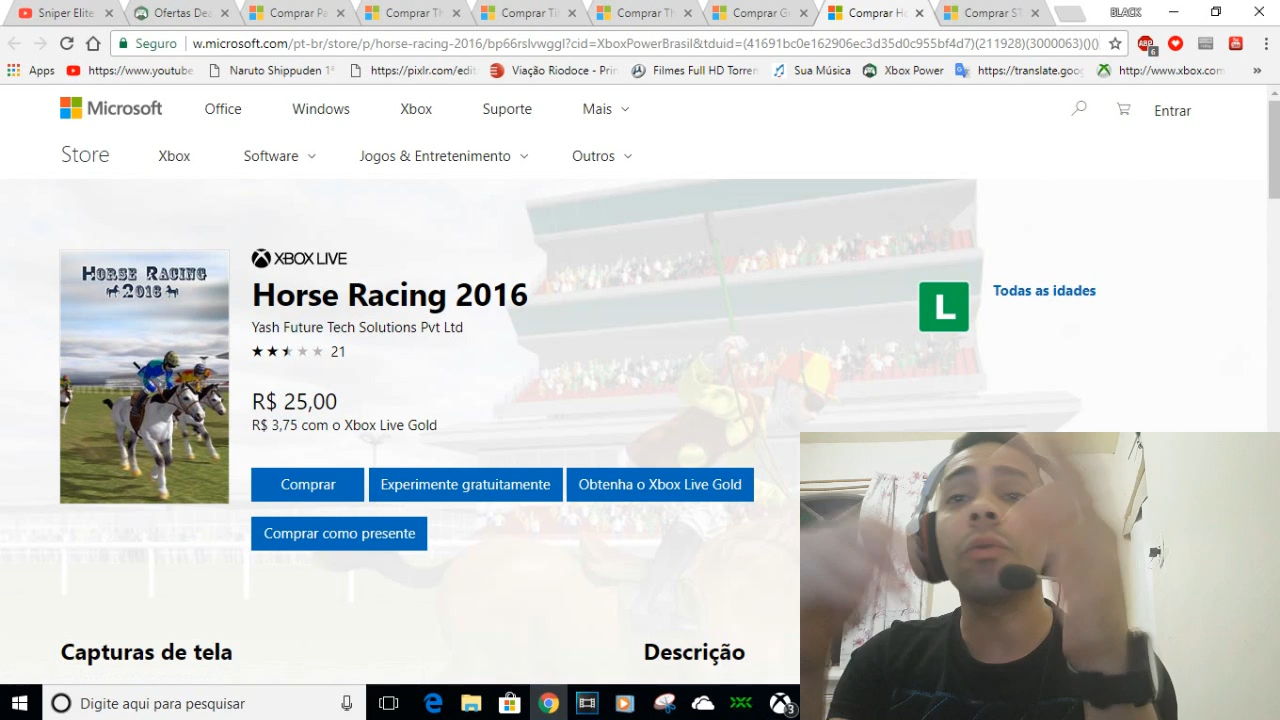 Sniper Elite
Ofertas Dea
Comprar Pa
Comprar Th
Comprar Ti
Comprar Th
Comprar G
Comprar Ho
Comprar ST
BLACK
Seguro
w.microsoft.com/pt-br/store/p/horse-racing-2016/bp66rslvwggl?cid=XboxPowerBrasil&tduid=(41691bc0e162906ec3d35d0c955bf4d7)(211928)(3000063)()()
6
Apps
https://www.youtube
Naruto Shippuden 1ª
https://pixlr.com/edit
Viação Riodoce - Pri
Filmes Full HD Torren
Sua Música
Xbox Power
https://translate.goog
http://www.xbox.com
»
Microsoft
Office
Windows
Xbox
Suporte
Mais
Entrar
Store
Xbox
Software
Jogos & Entretenimento
Outros
HORSE RACING
2016
XBOX LIVE
Horse Racing 2016
Yash Future Tech Solutions Pvt Ltd
21
L
Todas as idades
R$ 25,00
R$ 3,75 com o Xbox Live Gold
Comprar
Experimente gratuitamente
Obtenha o Xbox Live Gold
Comprar como presente
Capturas de tela
Descrição
Digite aqui para pesquisar
3